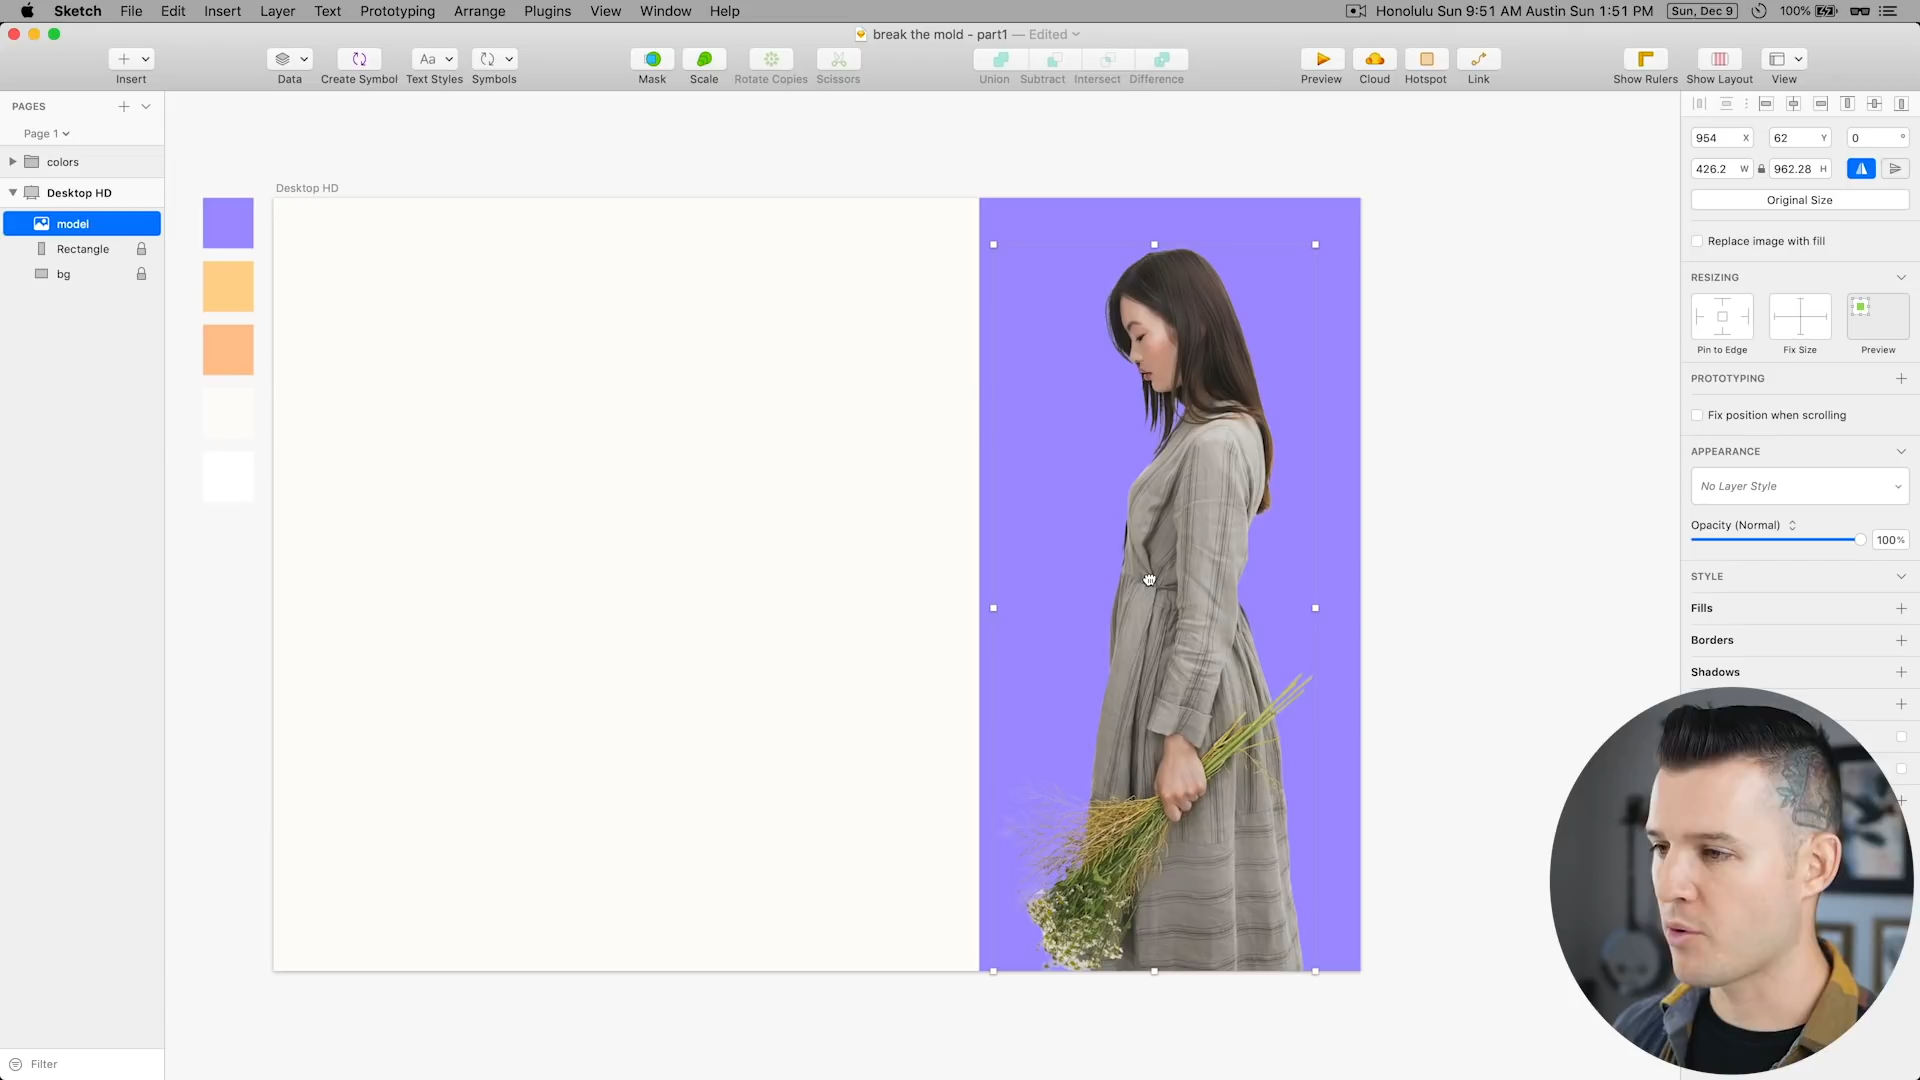 Sketch File Edit Insert Layer Text Prototyping Arrange Plugins View Window Help
Honolulu Sun 9:51 AM Austin Sun 1:51 PM Sun, Dec 9 100%
break the mold - part1 — Edited
Insert
Data
Create Symbol
Aa
Text Styles
Symbols
Mask
Scale
Rotate Copies
Scissors
Union
Subtract
Intersect
Difference
Preview
Cloud
Hotspot
Link
Show Rulers
Show Layout
View
PAGES
Page 1
colors
Desktop HD
model
Rectangle
bg
Filter
Desktop HD
954 X 62 Y 0 °
426.2 W 962.28 H
Original Size
Replace image with fill
RESIZING
Pin to Edge Fix Size Preview
PROTOTYPING
Fix position when scrolling
APPEARANCE
No Layer Style
Opacity (Normal)
100%
STYLE
Fills
Borders
Shadows